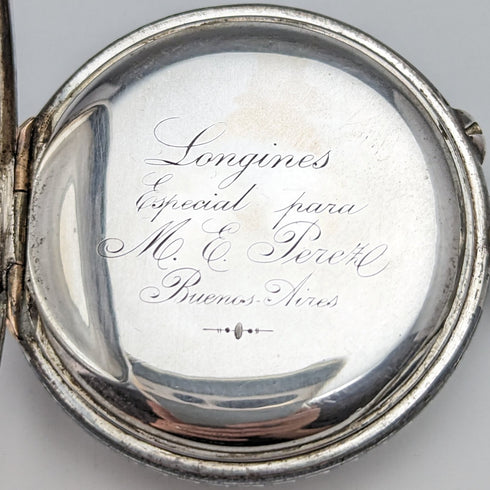 Longines
Especial para
M. E. Perez
Buenos-Aires